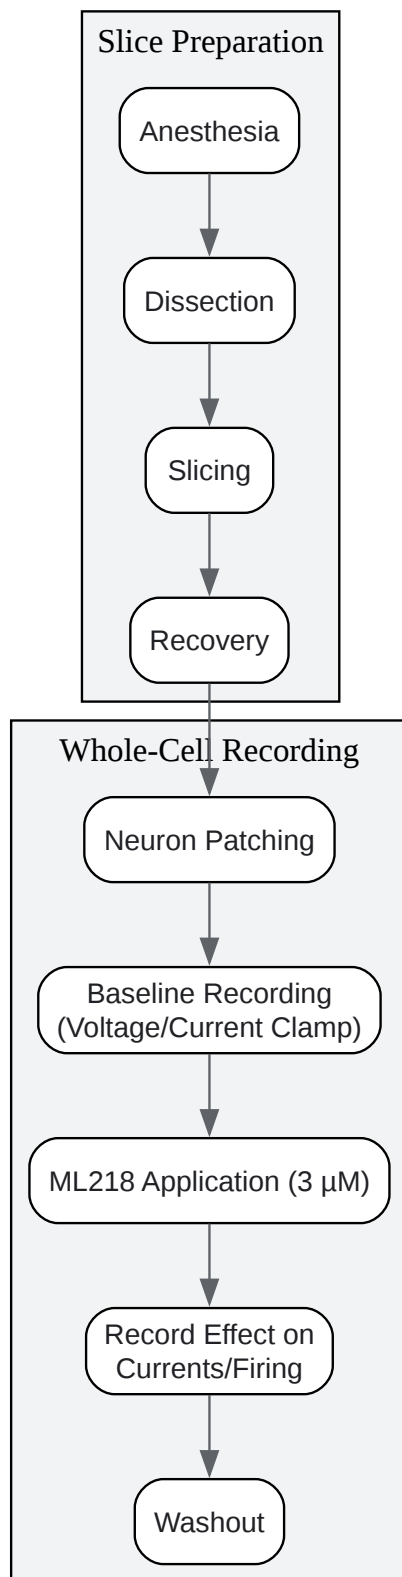 Slice Preparation
Anesthesia
Dissection
Slicing
Recovery
Whole-Cell Recording
Neuron Patching
Baseline Recording
(Voltage/Current Clamp)
ML218 Application (3 µM)
Record Effect on
Currents/Firing
Washout